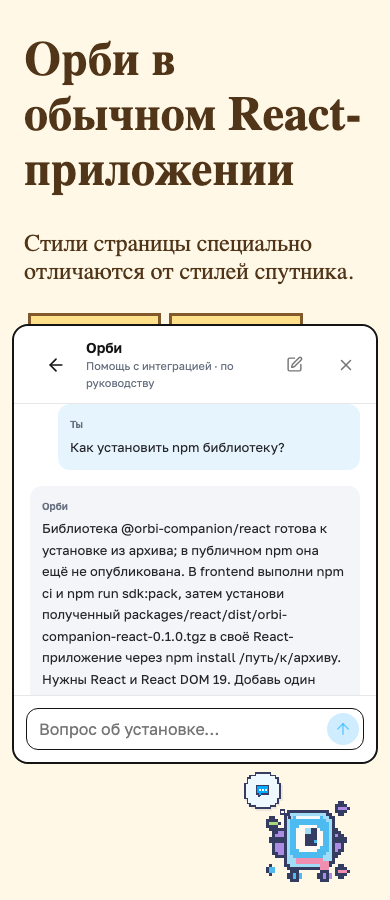 Орби в
обычном React-
приложении
Стили страницы специально
отличаются от стилей спутника.
Орби
Помощь с интеграцией · по
руководству
Ты
Как установить npm библиотеку?
Орби
Библиотека @orbi-companion/react готова к
установке из архива; в публичном npm она
ещё не опубликована. В frontend выполни npm
ci и npm run sdk:pack, затем установи
полученный packages/react/dist/orbi-
companion-react-0.1.0.tgz в своё React-
приложение через npm install /путь/к/архиву.
Нужны React и React DOM 19. Добавь один
Вопрос об установке…